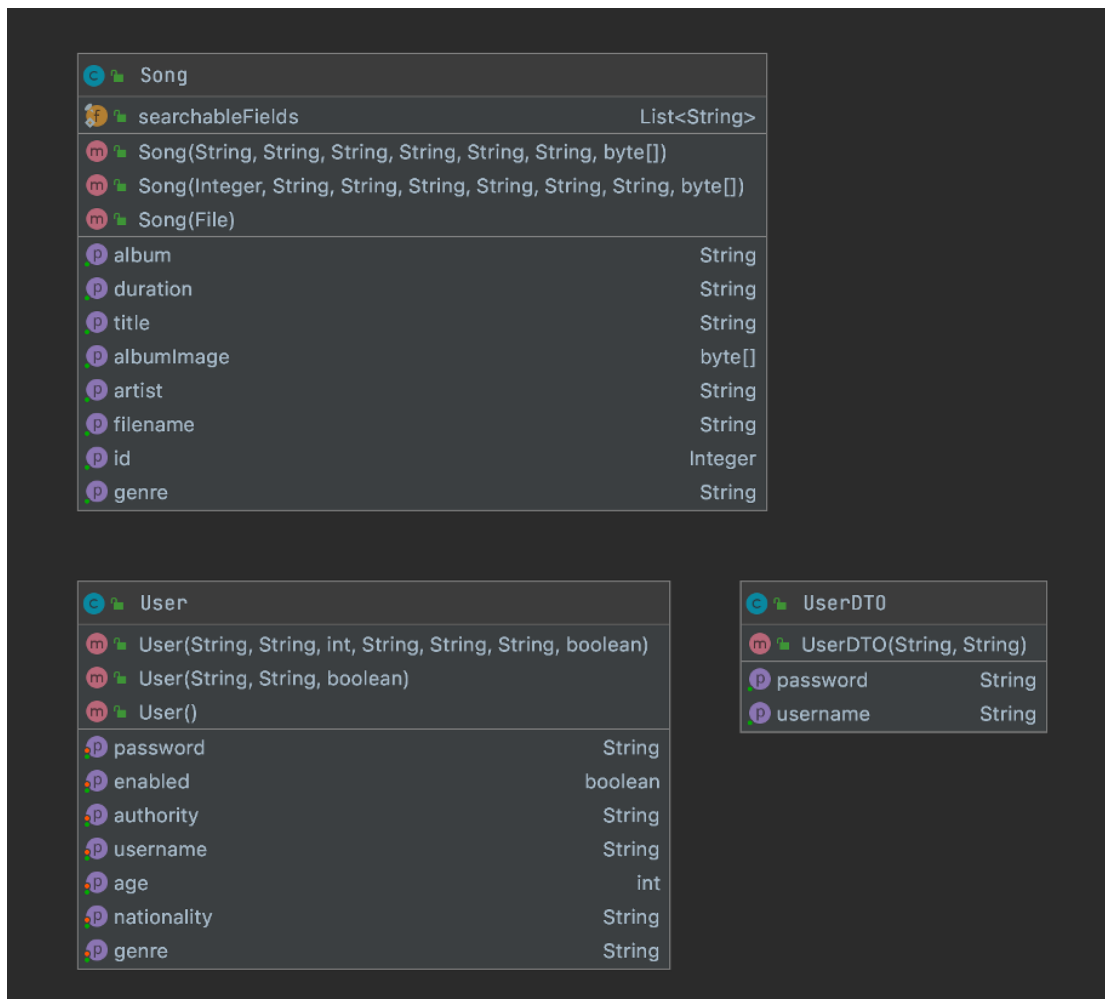 Song
searchableFields List<String>
Song(String, String, String, String, String, String, byte[])
Song(Integer, String, String, String, String, String, String, byte[])
Song(File)
album String
duration String
title String
albumImage byte[]
artist String
filename String
id Integer
genre String
User
User(String, String, int, String, String, String, boolean)
User(String, String, boolean)
User()
password String
enabled boolean
authority String
username String
age int
nationality String
genre String
UserDTO
UserDTO(String, String)
password String
username String